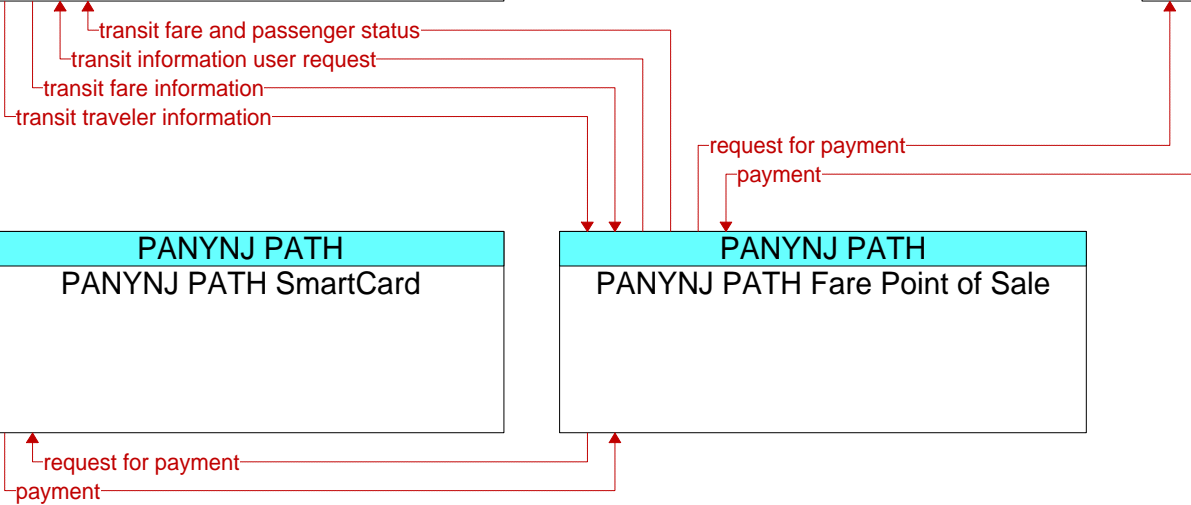 transit fare and passenger status
transit information user request
transit fare information
transit traveler information
request for payment
payment
PANYNJ PATH
PANYNJ PATH SmartCard
PANYNJ PATH
PANYNJ PATH Fare Point of Sale
request for payment
payment